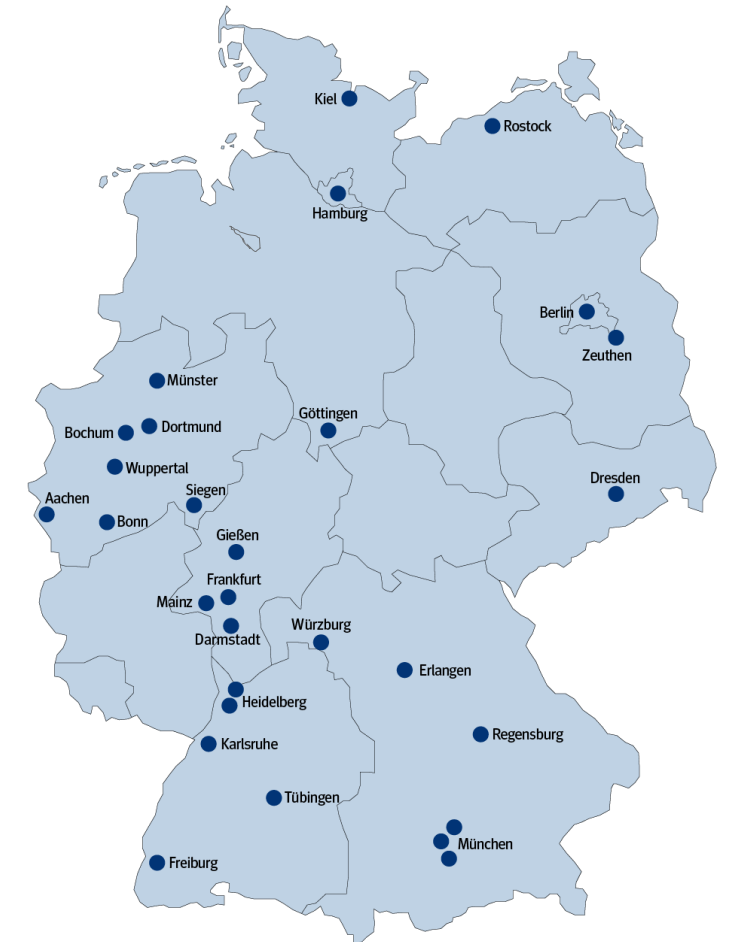 Kiel
Rostock
Hamburg
Berlin
Zeuthen
Münster
Göttingen
Dortmund
Bochum
Wuppertal
Dresden
Siegen
Aachen
Bonn
Gießen
Frankfurt
Mainz
Würzburg
Darmstadt
Erlangen
Heidelberg
Regensburg
Karlsruhe
Tübingen
München
Freiburg